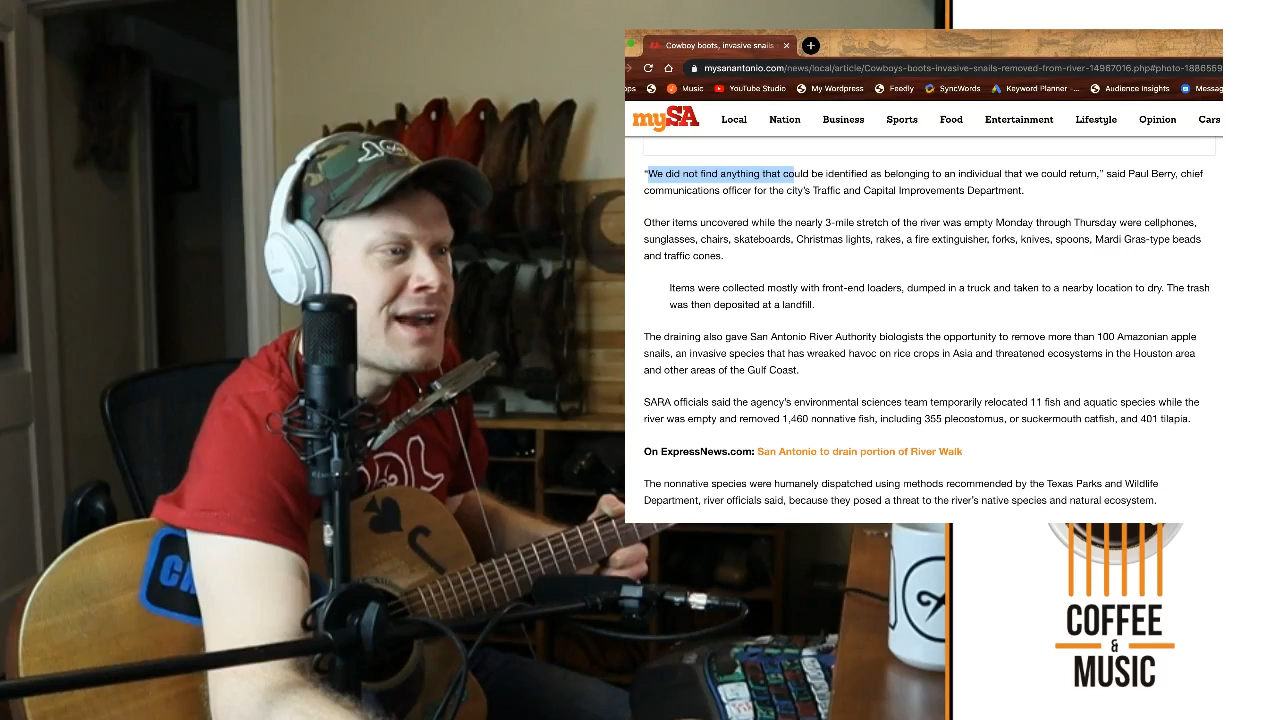 Cowboy boots, invasive snails
mysanantonio.com/news/local/article/Cowboys-boots-invasive-snails-removed-from-river-14967016.php#photo-1886569
ops Music YouTube Studio My Wordpress Feedly SyncWords Keyword Planner -... Audience Insights Messag
mySA Local Nation Business Sports Food Entertainment Lifestyle Opinion Cars
"We did not find anything that could be identified as belonging to an individual that we could return," said Paul Berry, chief
communications officer for the city's Traffic and Capital Improvements Department.
Other items uncovered while the nearly 3-mile stretch of the river was empty Monday through Thursday were cellphones,
sunglasses, chairs, skateboards, Christmas lights, rakes, a fire extinguisher, forks, knives, spoons, Mardi Gras-type beads
and traffic cones.
Items were collected mostly with front-end loaders, dumped in a truck and taken to a nearby location to dry. The trash
was then deposited at a landfill.
The draining also gave San Antonio River Authority biologists the opportunity to remove more than 100 Amazonian apple
snails, an invasive species that has wreaked havoc on rice crops in Asia and threatened ecosystems in the Houston area
and other areas of the Gulf Coast.
SARA officials said the agency's environmental sciences team temporarily relocated 11 fish and aquatic species while the
river was empty and removed 1,460 nonnative fish, including 355 plecostomus, or suckermouth catfish, and 401 tilapia.
On ExpressNews.com: San Antonio to drain portion of River Walk
The nonnative species were humanely dispatched using methods recommended by the Texas Parks and Wildlife
Department, river officials said, because they posed a threat to the river's native species and natural ecosystem.
COFFEE
&
MUSIC